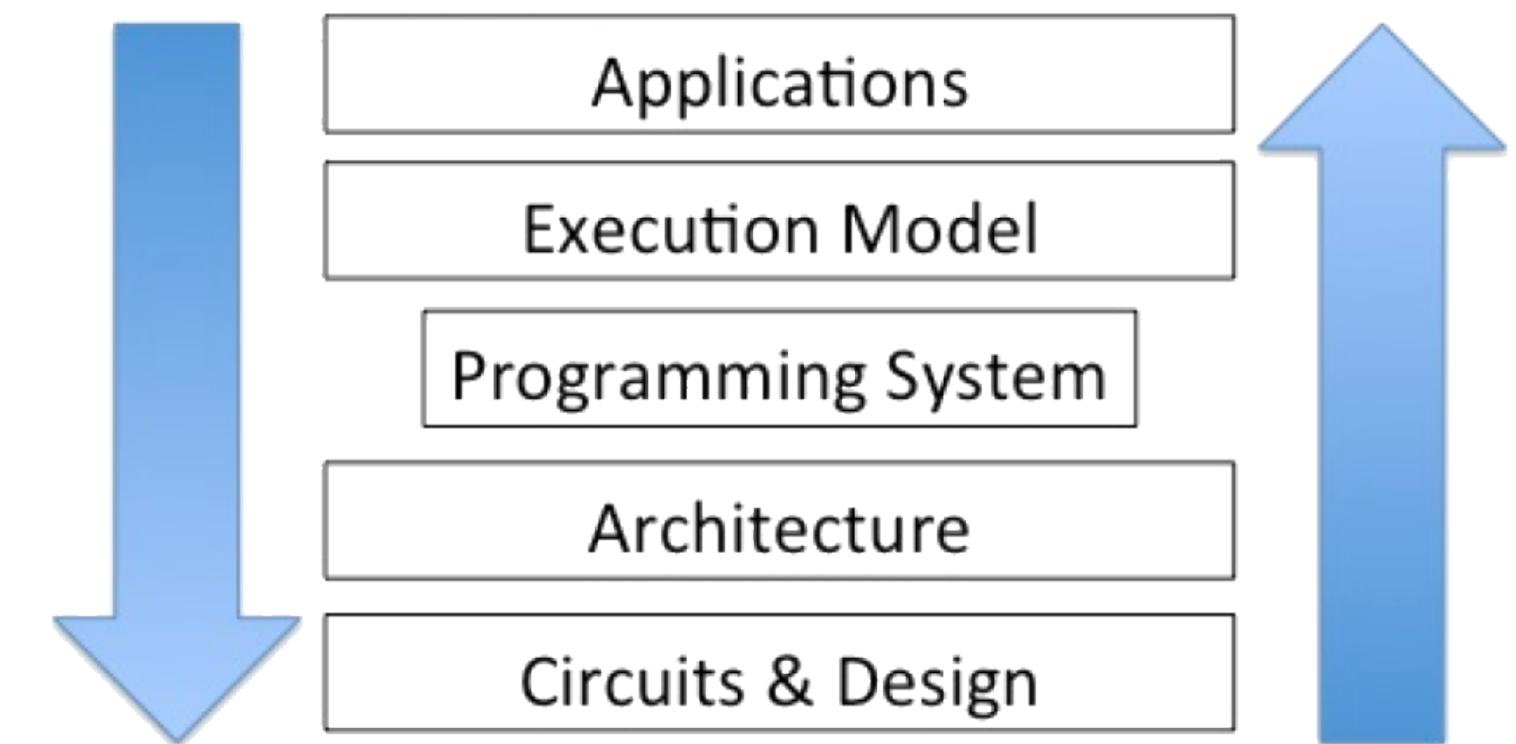 Applications
Execution Model
Programming System
Architecture
Circuits & Design